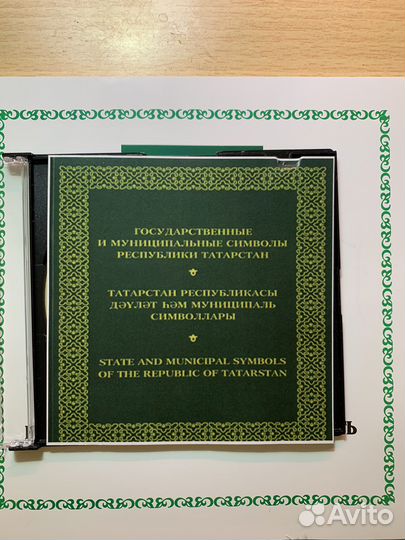 ГОСУДАРСТВЕННЫЕ
И МУНИЦИПАЛЬНЫЕ СИМВОЛЫ
РЕСПУБЛИКИ ТАТАРСТАН
ТАТАРСТАН РЕСПУБЛИКАСЫ
ДӘҮЛӘТ ҺӘМ МУНИЦИПАЛЬ
СИМВОЛЛАРЫ
STATE AND MUNICIPAL SYMBOLS
OF THE REPUBLIC OF TATARSTAN
Avito